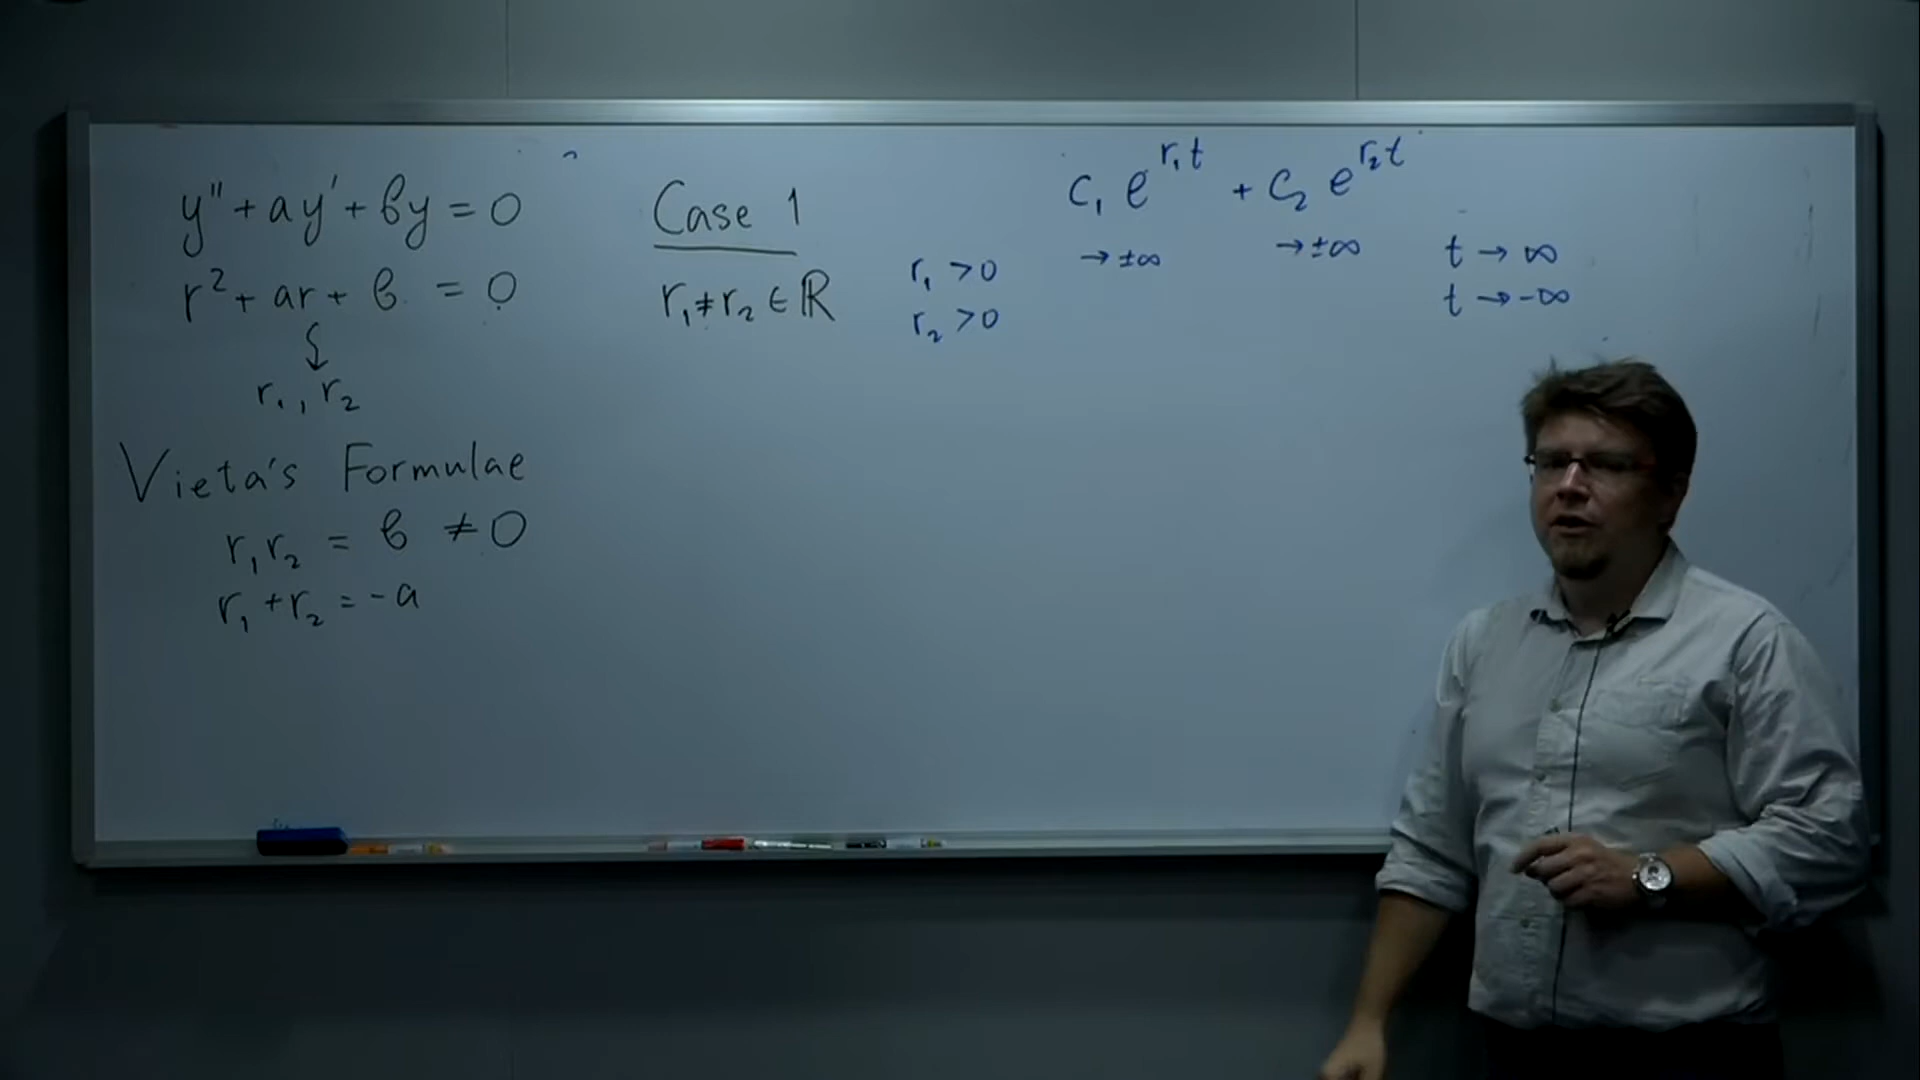 y'' + ay' + by = 0
r² + ar + b = 0
r₁, r₂
Vieta's Formulae
r₁r₂ = b ≠ 0
r₁ + r₂ = -a
Case 1
r₁ ≠ r₂ ∈ ℝ
r₁ > 0
r₂ > 0
c₁ e^{r₁t} + c₂ e^{r₂t}
→ ±∞ → ±∞
t → ∞
t → -∞